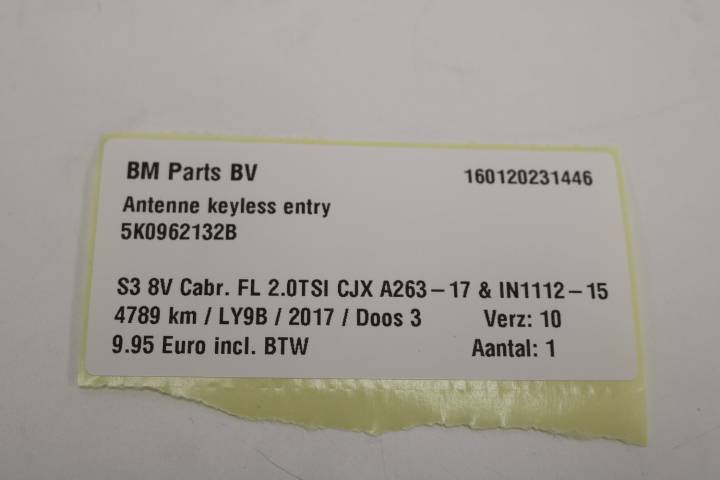 BM Parts BV 160120231446
Antenne keyless entry
5K0962132B
S3 8V Cabr. FL 2.0TSI CJX A263-17 & IN1112-15
4789 km / LY9B / 2017 / Doos 3 Verz: 10
9.95 Euro incl. BTW Aantal: 1